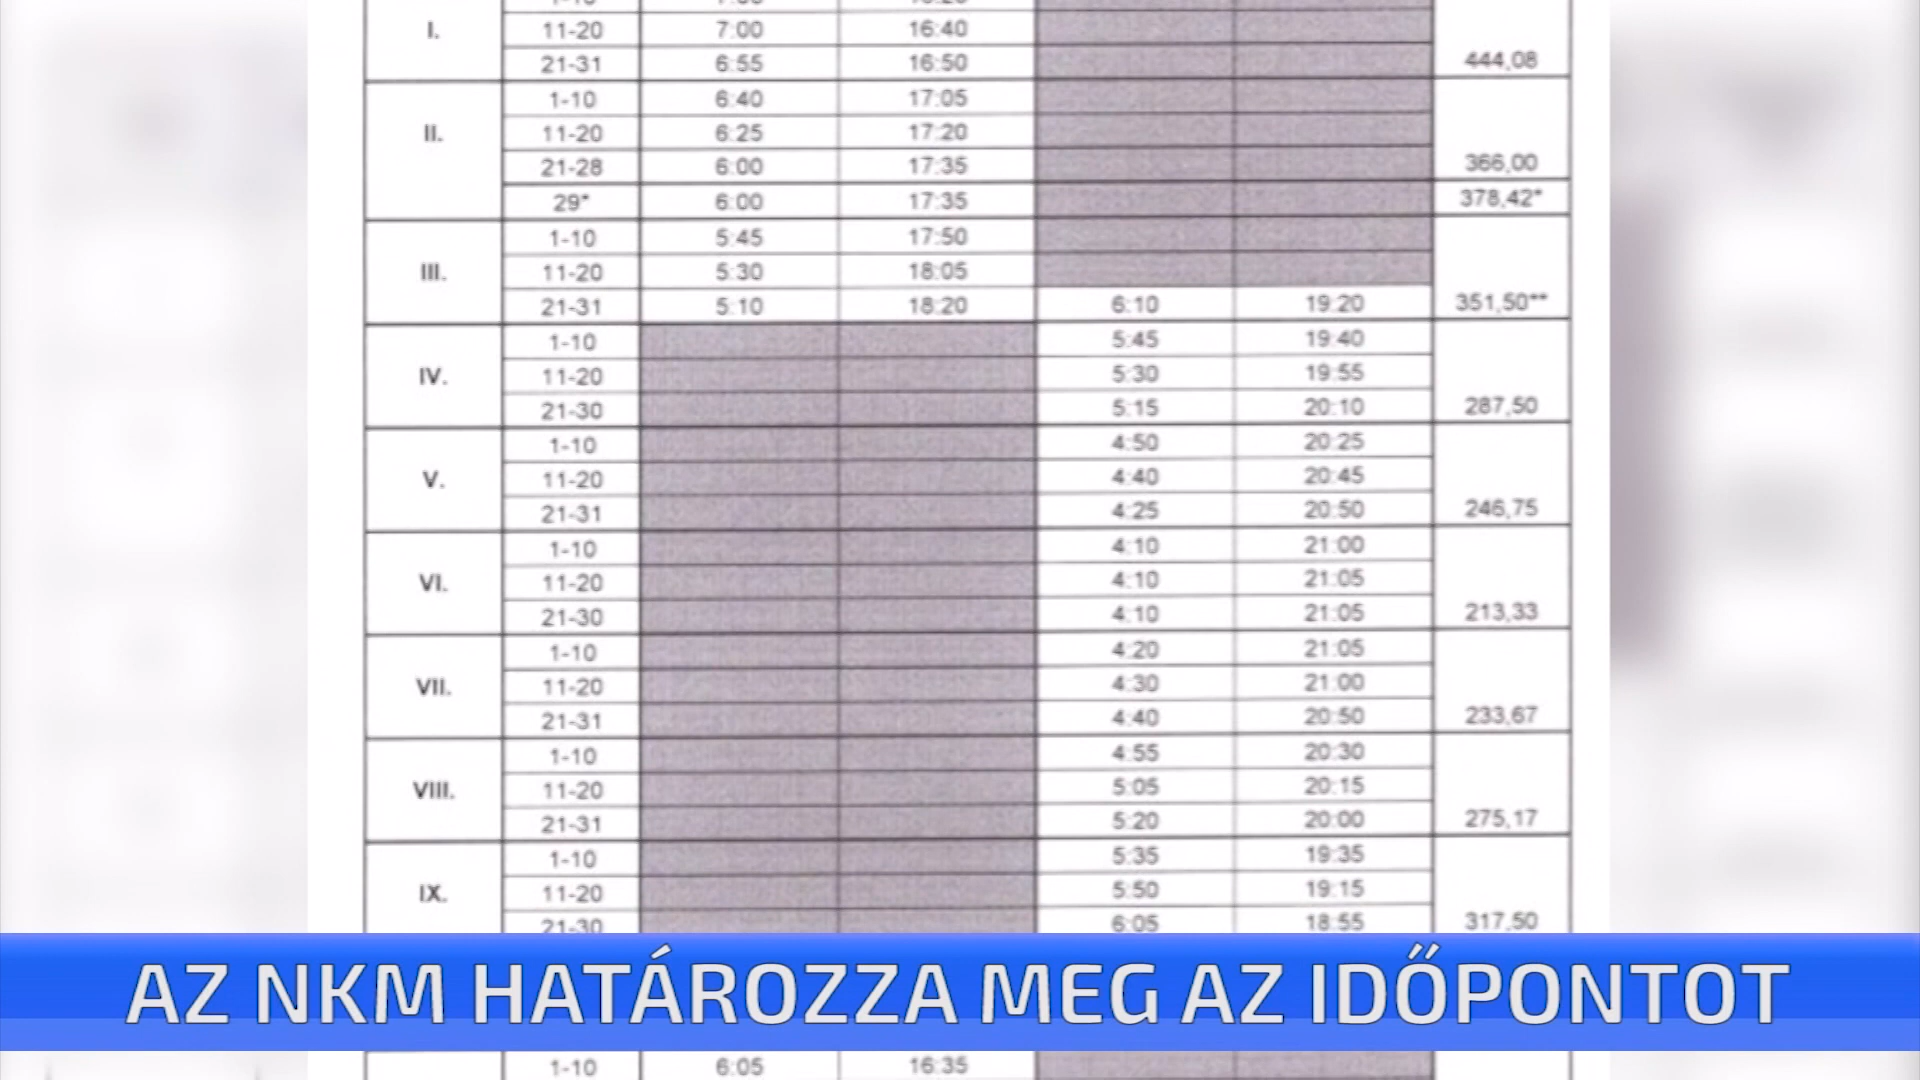 I.
11-20 7:00 16:40
21-31 6:55 16:50 444,08
II.
1-10 6:40 17:05
11-20 6:25 17:20
21-28 6:00 17:35 366,00
29* 6:00 17:35 378,42*
III.
1-10 5:45 17:50
11-20 5:30 18:05
21-31 5:10 18:20 6:10 19:20 351,50**
IV.
1-10 5:45 19:40
11-20 5:30 19:55
21-30 5:15 20:10 287,50
V.
1-10 4:50 20:25
11-20 4:40 20:45
21-31 4:25 20:50 246,75
VI.
1-10 4:10 21:00
11-20 4:10 21:05
21-30 4:10 21:05 213,33
VII.
1-10 4:20 21:05
11-20 4:30 21:00
21-31 4:40 20:50 233,67
VIII.
1-10 4:55 20:30
11-20 5:05 20:15
21-31 5:20 20:00 275,17
IX.
1-10 5:35 19:35
11-20 5:50 19:15
21-30 6:05 18:55 317,50
AZ NKM HATÁROZZA MEG AZ IDŐPONTOT
1-10 6:05 16:35